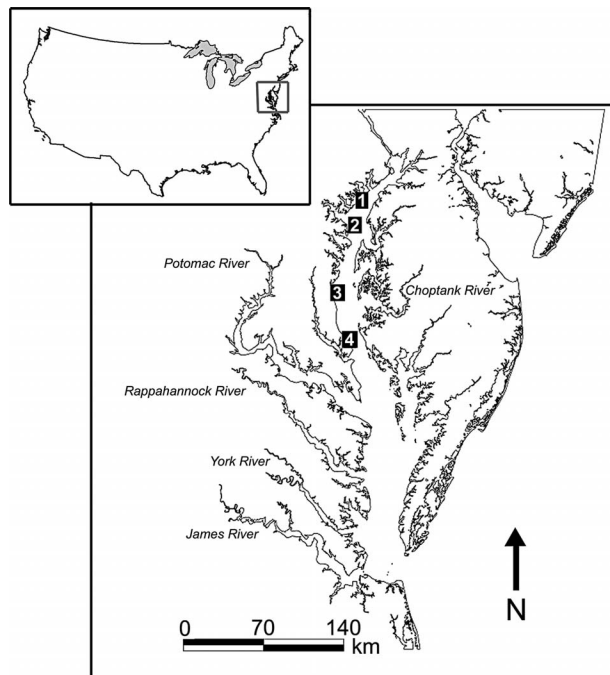 1
2
Potomac River
3
Choptank River
4
Rappahannock River
York River
James River
N
0 70 140
km